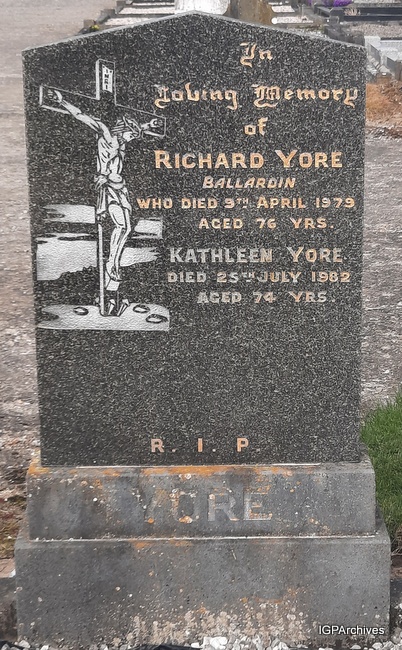 INRI
In
Loving Memory
of
RICHARD YORE
BALLARDIN
WHO DIED 9TH APRIL 1979
AGED 76 YRS.
KATHLEEN YORE.
DIED 25TH JULY 1982
AGED 74 YRS.
R. I. P.
YORE
IGPArchives